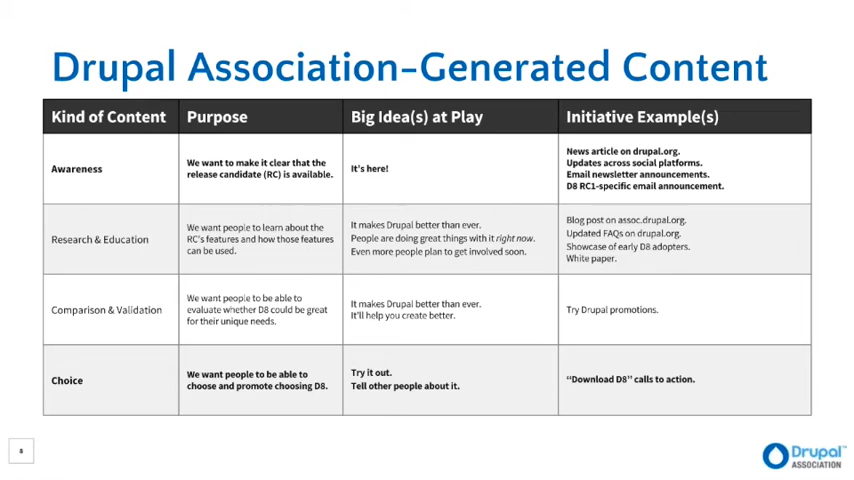 Drupal Association-Generated Content
Kind of Content
Purpose
Big Idea(s) at Play
Initiative Example(s)
Awareness
We want to make it clear that the
release candidate (RC) is available.
It's here!
News article on drupal.org.
Updates across social platforms.
Email newsletter announcements.
D8 RC1-specific email announcement.
Research & Education
We want people to learn about the
RC's features and how those features
can be used.
It makes Drupal better than ever.
People are doing great things with it right now.
Even more people plan to get involved soon.
Blog post on assoc.drupal.org.
Updated FAQs on drupal.org.
Showcase of early D8 adopters.
White paper.
Comparison & Validation
We want people to be able to
evaluate whether D8 could be great
for their unique needs.
It makes Drupal better than ever.
It'll help you create better.
Try Drupal promotions.
Choice
We want people to be able to
choose and promote choosing D8.
Try it out.
Tell other people about it.
“Download D8” calls to action.
8
Drupal™
ASSOCIATION